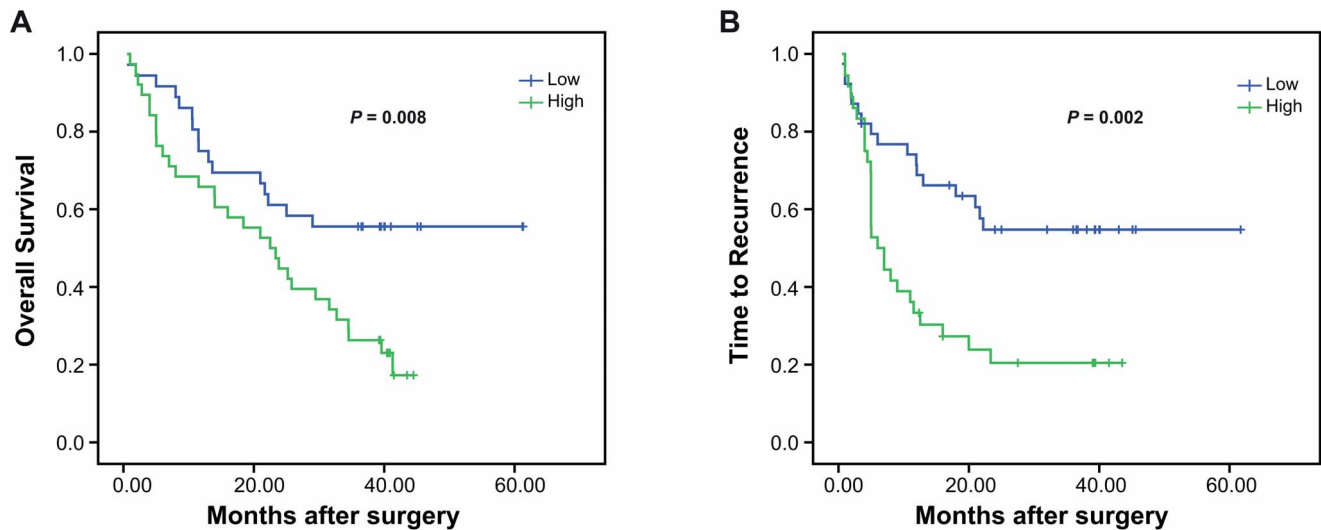 A
1.0
0.8
0.6
0.4
0.2
0.0
Overall Survival
Low
High
P = 0.008
0.00 20.00 40.00 60.00
Months after surgery
B
1.0
0.8
0.6
0.4
0.2
0.0
Time to Recurrence
Low
High
P = 0.002
0.00 20.00 40.00 60.00
Months after surgery